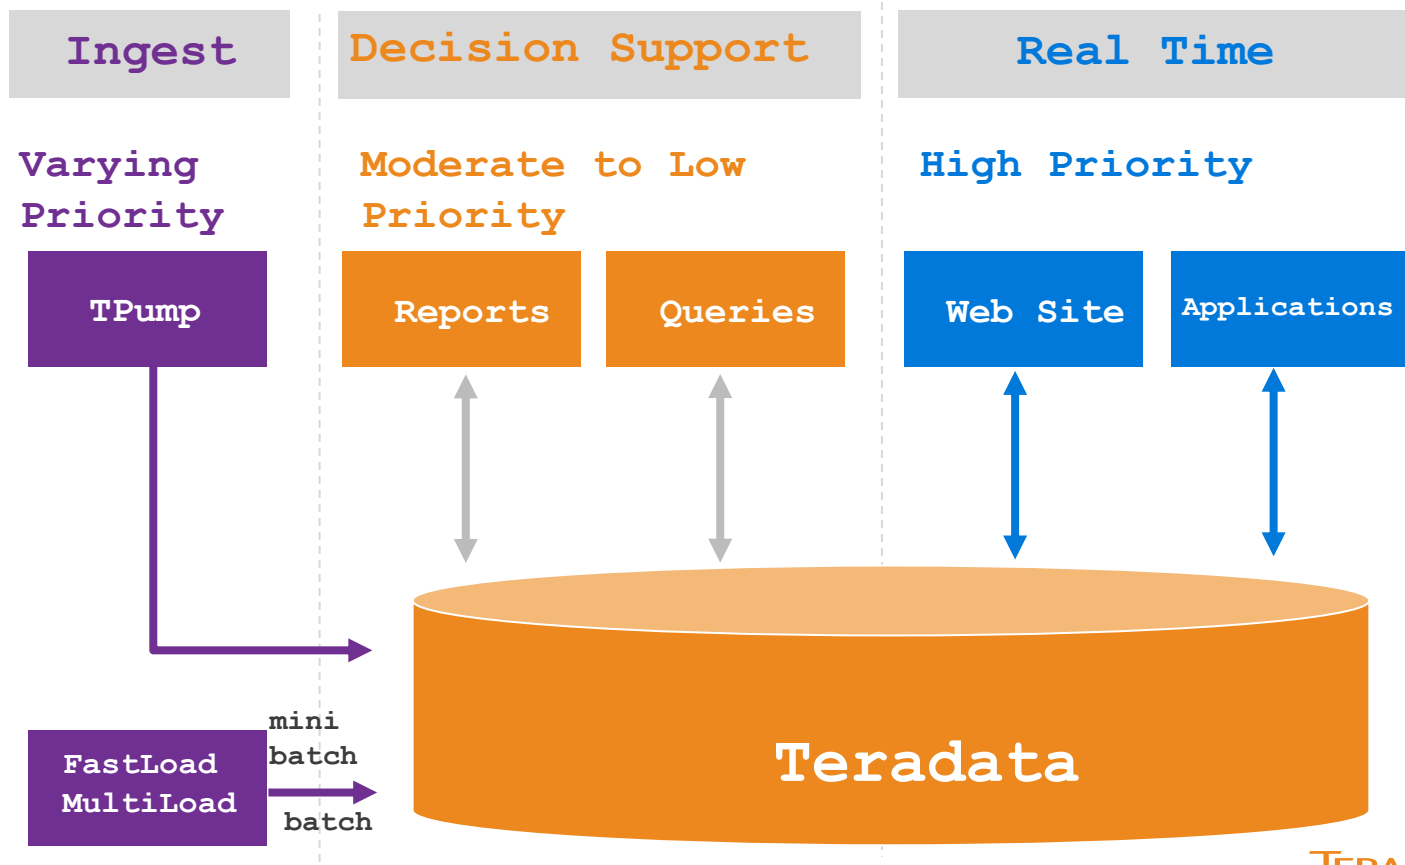 Ingest
Decision Support
Real Time
Varying
Priority
Moderate to Low
Priority
High Priority
TPump
Reports
Queries
Web Site
Applications
mini
batch
FastLoad
MultiLoad
batch
Teradata